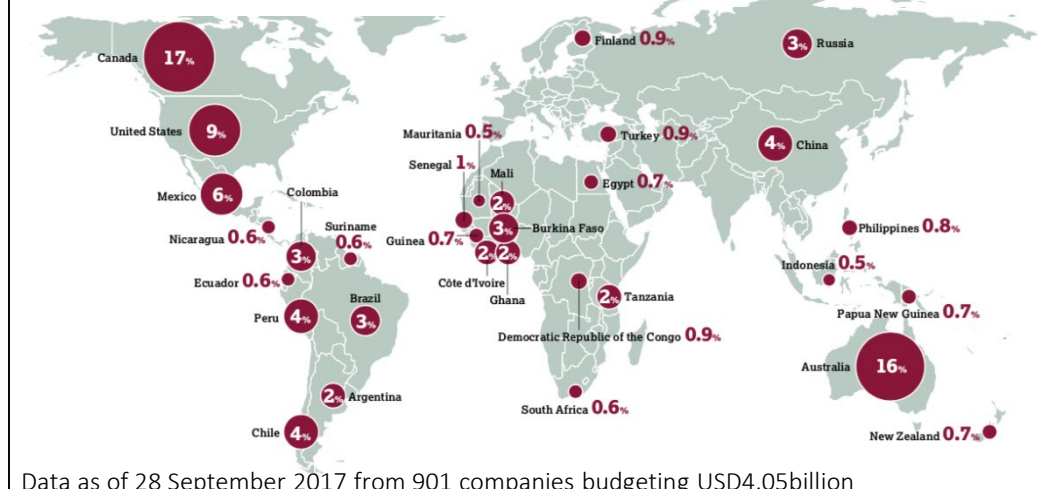 Canada 17%
United States 9%
Mexico 6%
Nicaragua 0.6%
Colombia
3%
Suriname
0.6%
Ecuador 0.6%
Peru 4%
Brazil
3%
2% Argentina
Chile 4%
Finland 0.9%
3% Russia
Mauritania 0.5%
Turkey 0.9%
4% China
Senegal 1%
Mali
2%
Egypt 0.7%
3% Burkina Faso
Guinea 0.7%
2% 2%
Côte d'Ivoire
Ghana
2% Tanzania
Democratic Republic of the Congo 0.9%
South Africa 0.6%
Philippines 0.8%
Indonesia 0.5%
Papua New Guinea 0.7%
Australia 16%
New Zealand 0.7%
Data as of 28 September 2017 from 901 companies budgeting USD4.05billion